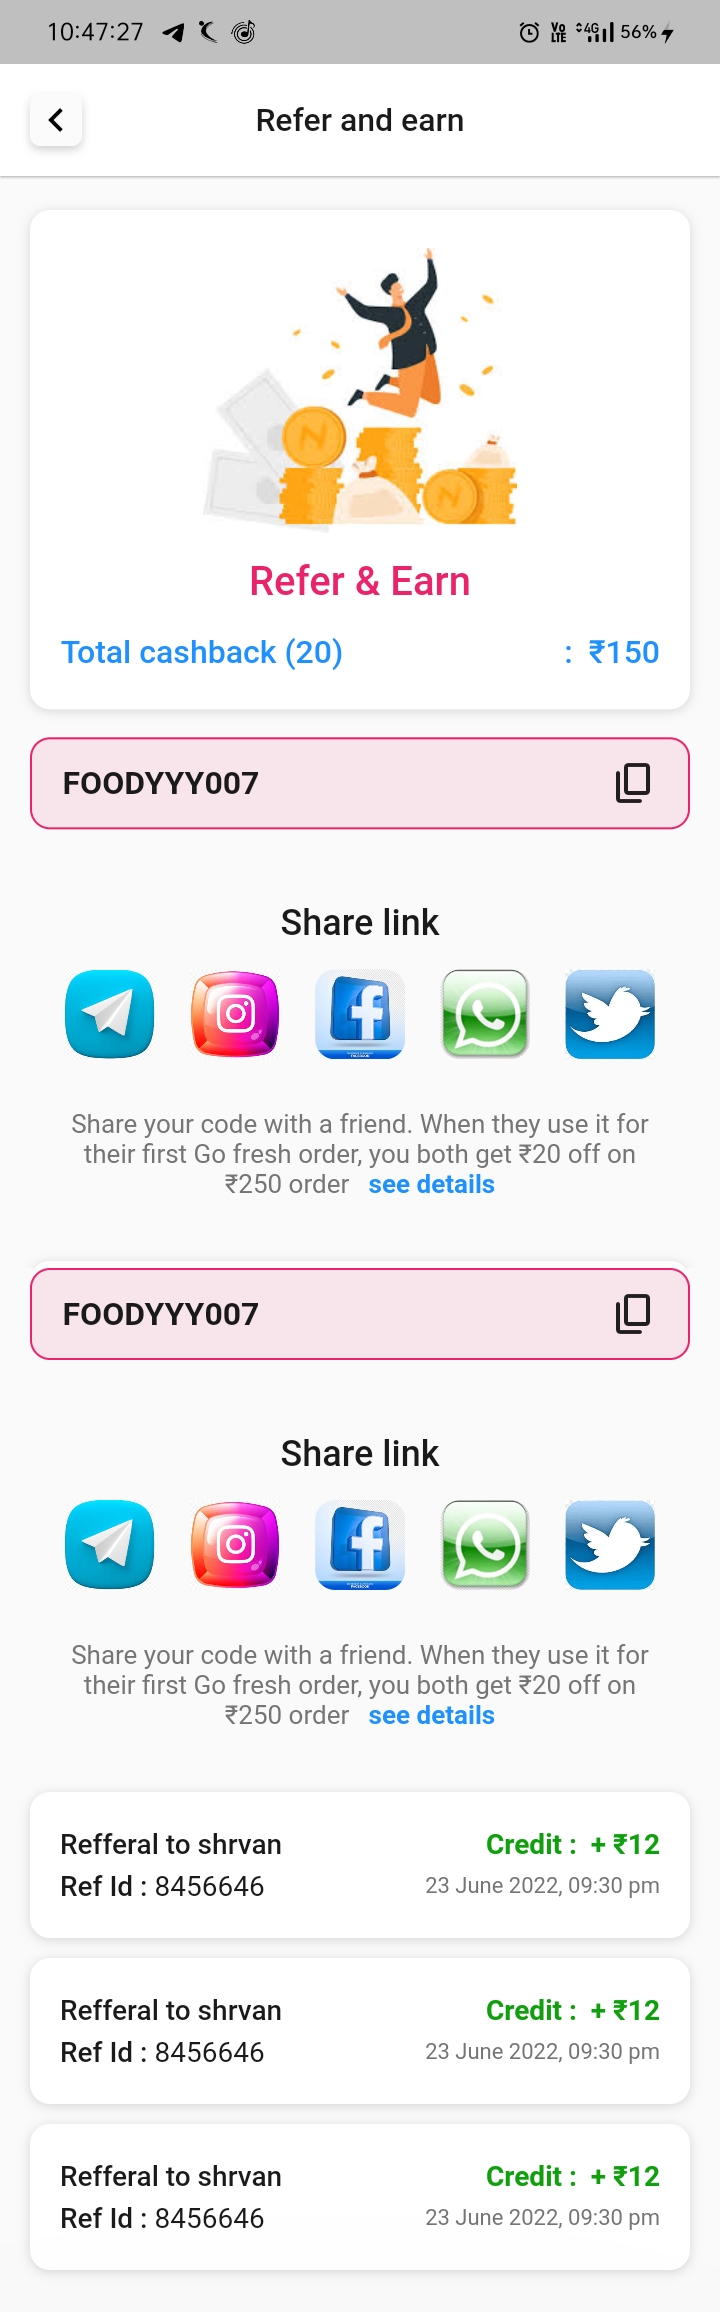 10:47:27 Vo LTE 4G 56%
Refer and earn
N
N
Refer & Earn
Total cashback (20) : ₹150
FOODYYY007
Share link
Share your code with a friend. When they use it for
their first Go fresh order, you both get ₹20 off on
₹250 order see details
FOODYYY007
Share link
Share your code with a friend. When they use it for
their first Go fresh order, you both get ₹20 off on
₹250 order see details
Refferal to shrvan Credit : + ₹12
Ref Id : 8456646 23 June 2022, 09:30 pm
Refferal to shrvan Credit : + ₹12
Ref Id : 8456646 23 June 2022, 09:30 pm
Refferal to shrvan Credit : + ₹12
Ref Id : 8456646 23 June 2022, 09:30 pm